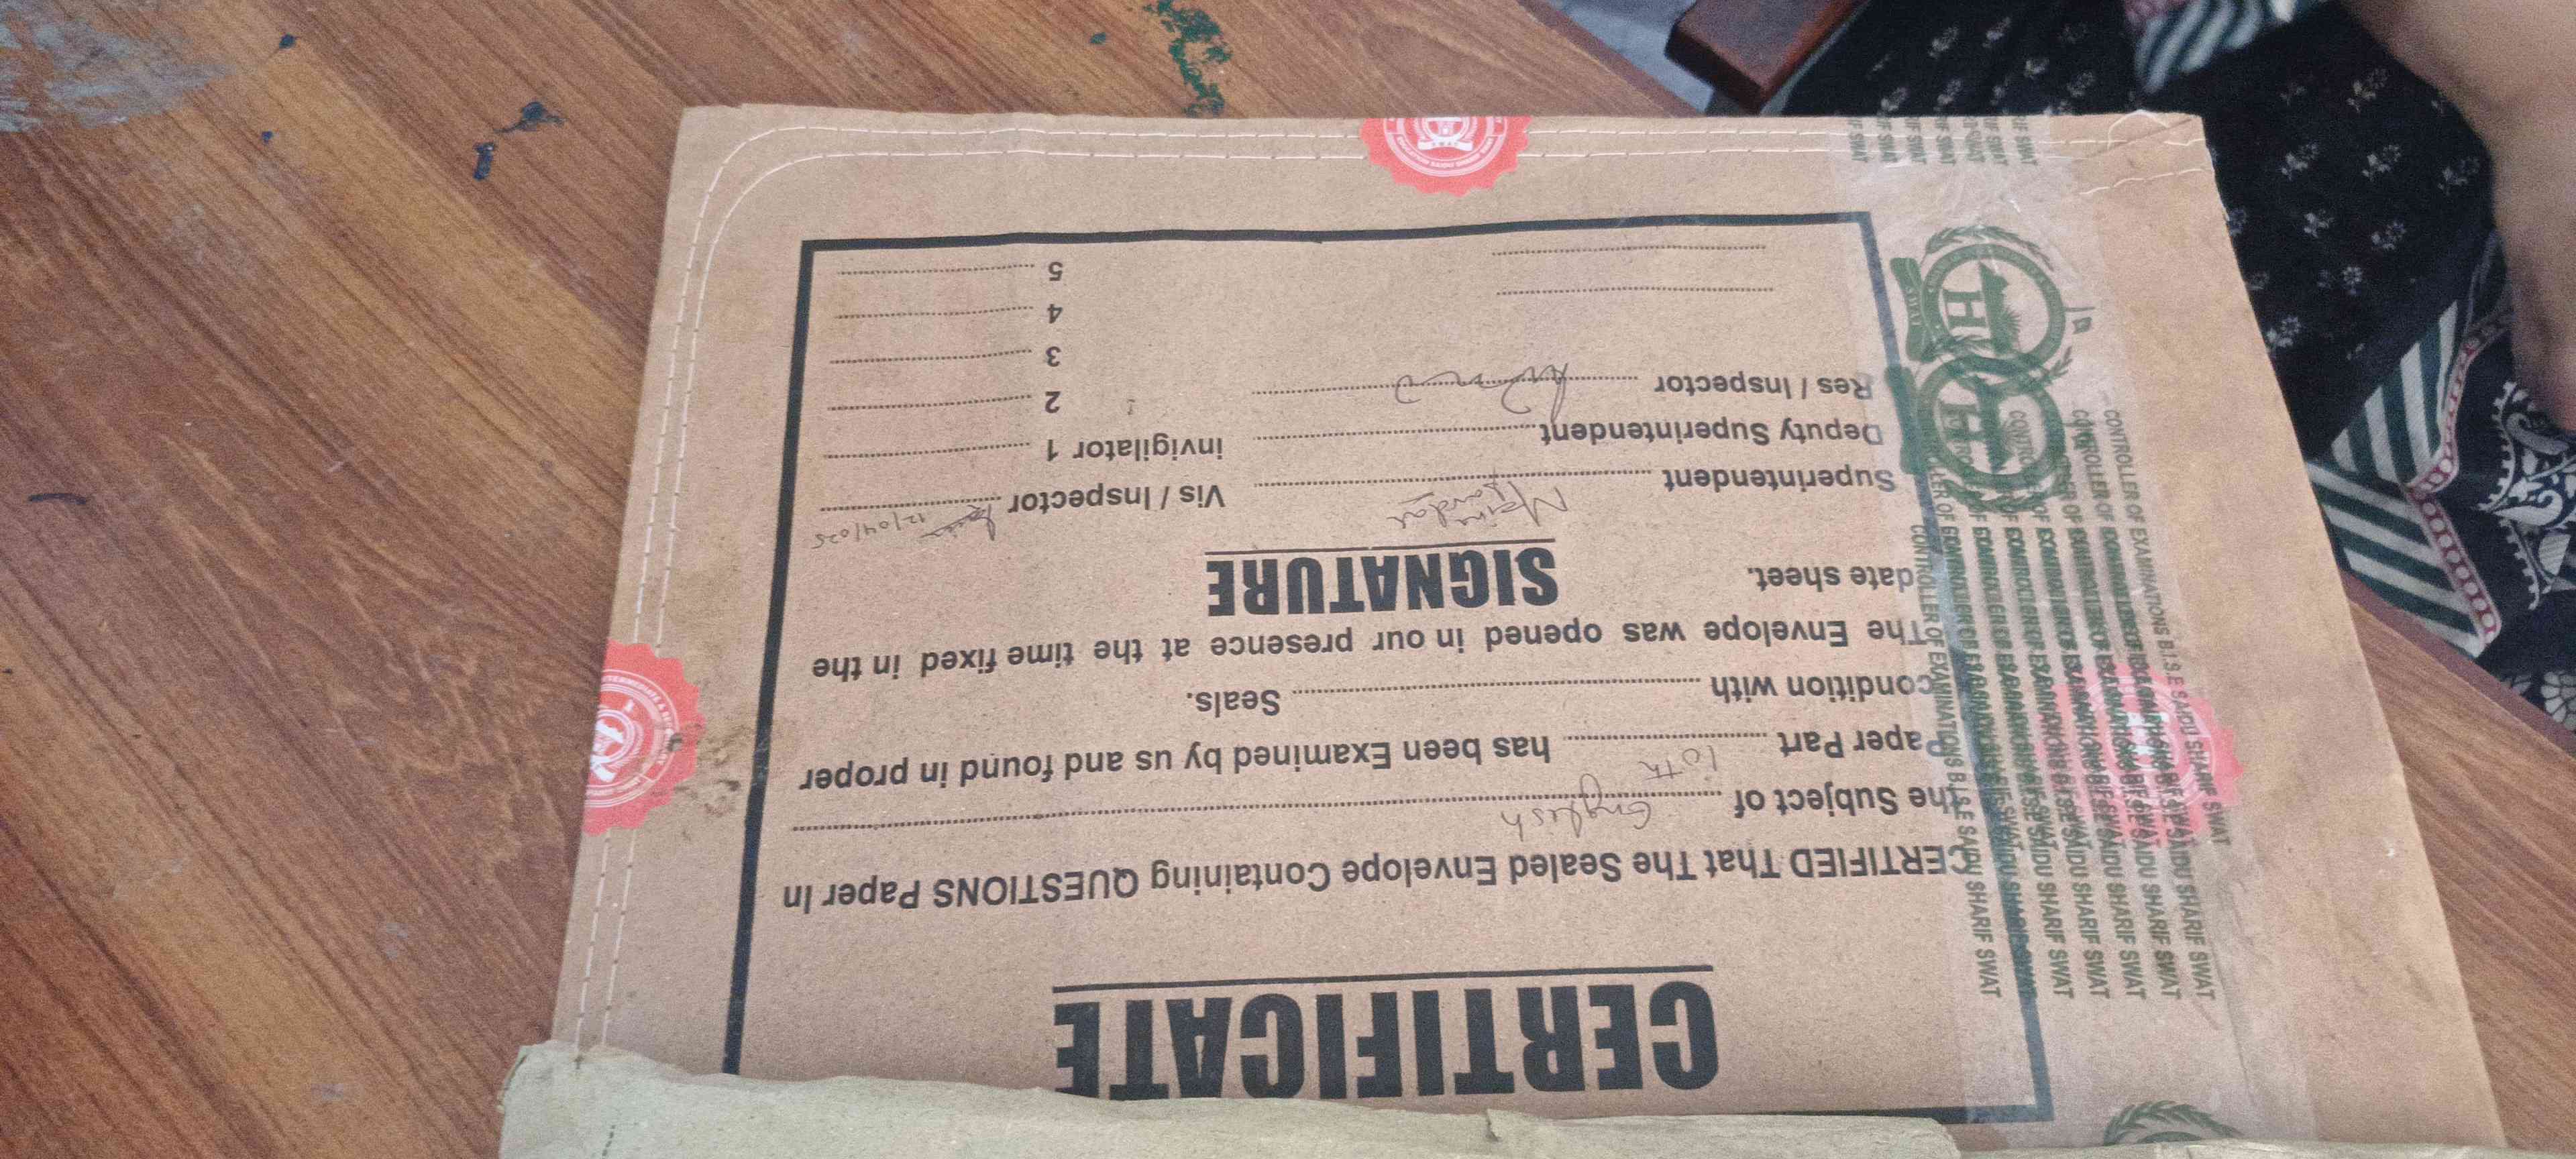 CERTIFICATE
CERTIFIED That The Sealed Envelope Containing QUESTIONS Paper In
the Subject of English
Paper Part 10th has been Examined by us and found in proper
condition with Seals.
The Envelope was opened in our presence at the time fixed in the
date sheet.
SIGNATURE
Superintendent Vis / Inspector 12/04/025
Deputy Superintendent invigilator 1
Res / Inspector 2
3
4
5
CONTROLLER OF EXAMINATIONS B.I.S.E SAIDU SHARIF SWAT